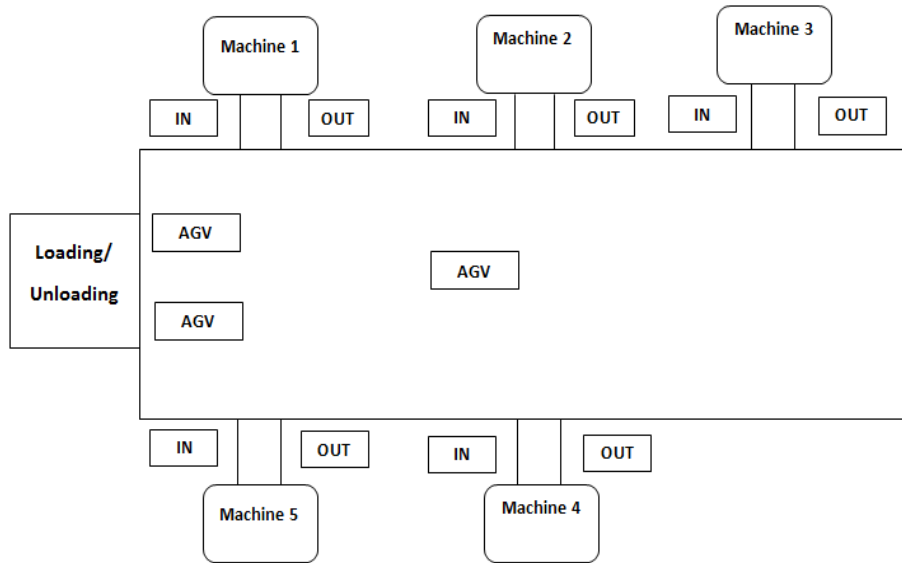 Machine 1
Machine 2
Machine 3
IN
OUT
IN
OUT
IN
OUT
Loading/
Unloading
AGV
AGV
AGV
IN
OUT
IN
OUT
Machine 5
Machine 4